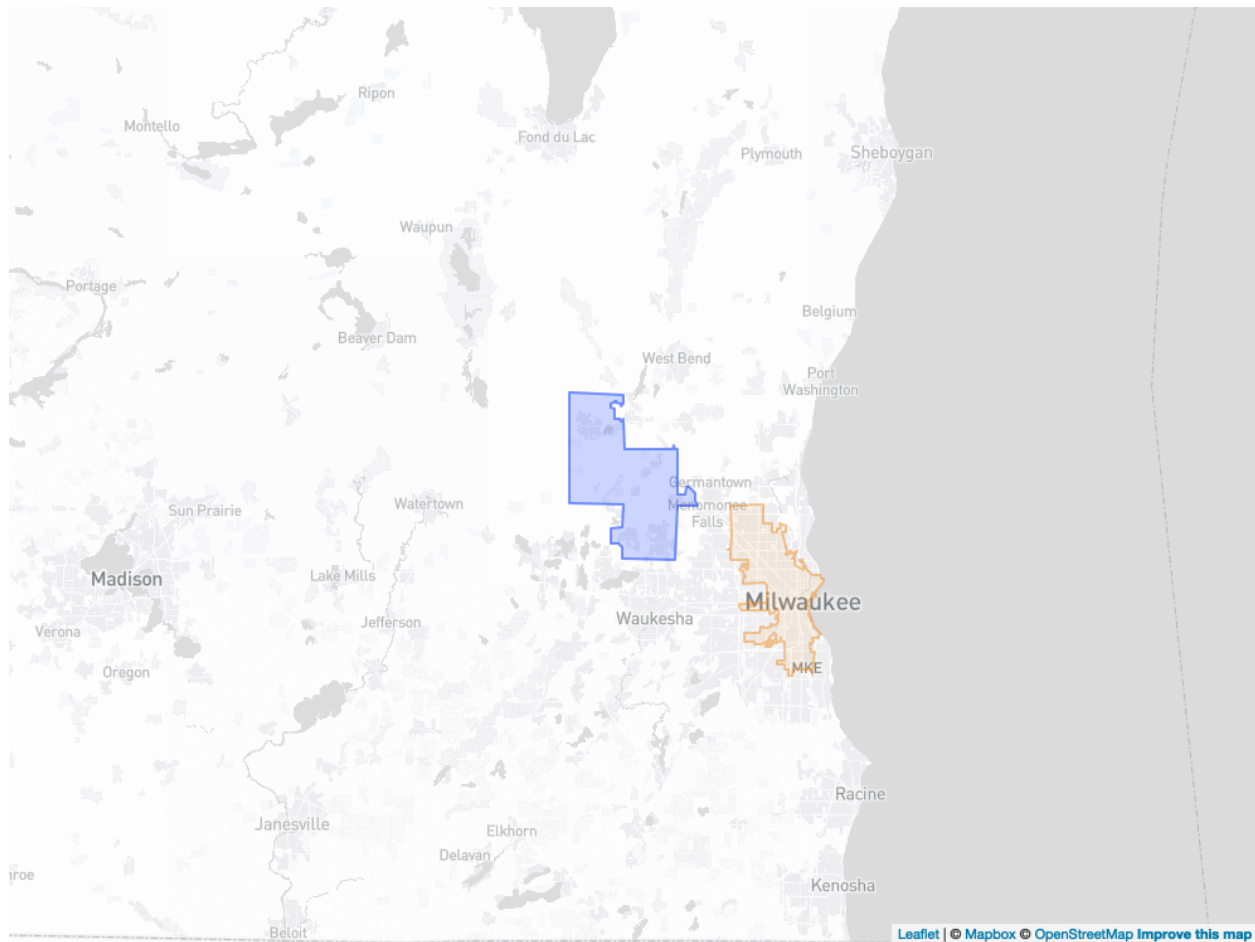 Ripon
Montello
Fond du Lac
Plymouth
Sheboygan
Waupun
Portage
Belgium
Beaver Dam
West Bend
Port
Washington
Germantown
Menomonee
Falls
Watertown
Sun Prairie
Madison
Lake Mills
Milwaukee
Waukesha
Jefferson
Verona
Oregon
MKE
Racine
Janesville
Elkhorn
Delavan
nroe
Kenosha
Beloit
Leaflet | © Mapbox © OpenStreetMap Improve this map